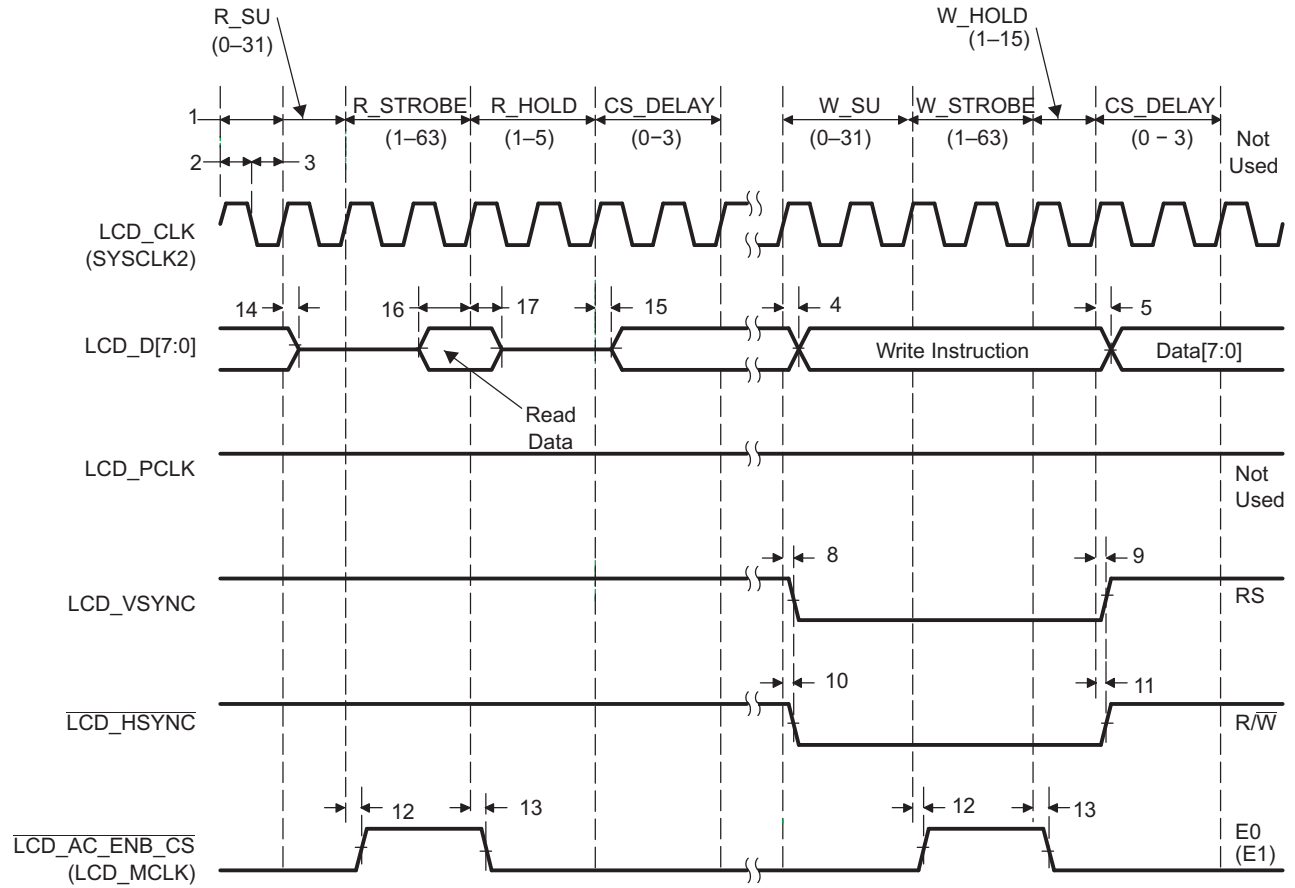 R_SU
(0–31)
W_HOLD
(1–15)
1
R_STROBE
(1–63)
R_HOLD
(1–5)
CS_DELAY
(0−3)
W_SU
(0–31)
W_STROBE
(1–63)
CS_DELAY
(0 − 3)
Not
Used
2
3
LCD_CLK
(SYSCLK2)
14
16
17
15
4
5
LCD_D[7:0]
Write Instruction
Data[7:0]
Read
Data
LCD_PCLK
Not
Used
8
9
LCD_VSYNC
RS
10
11
LCD_HSYNC
R/W
12
13
12
13
LCD_AC_ENB_CS
(LCD_MCLK)
E0
(E1)